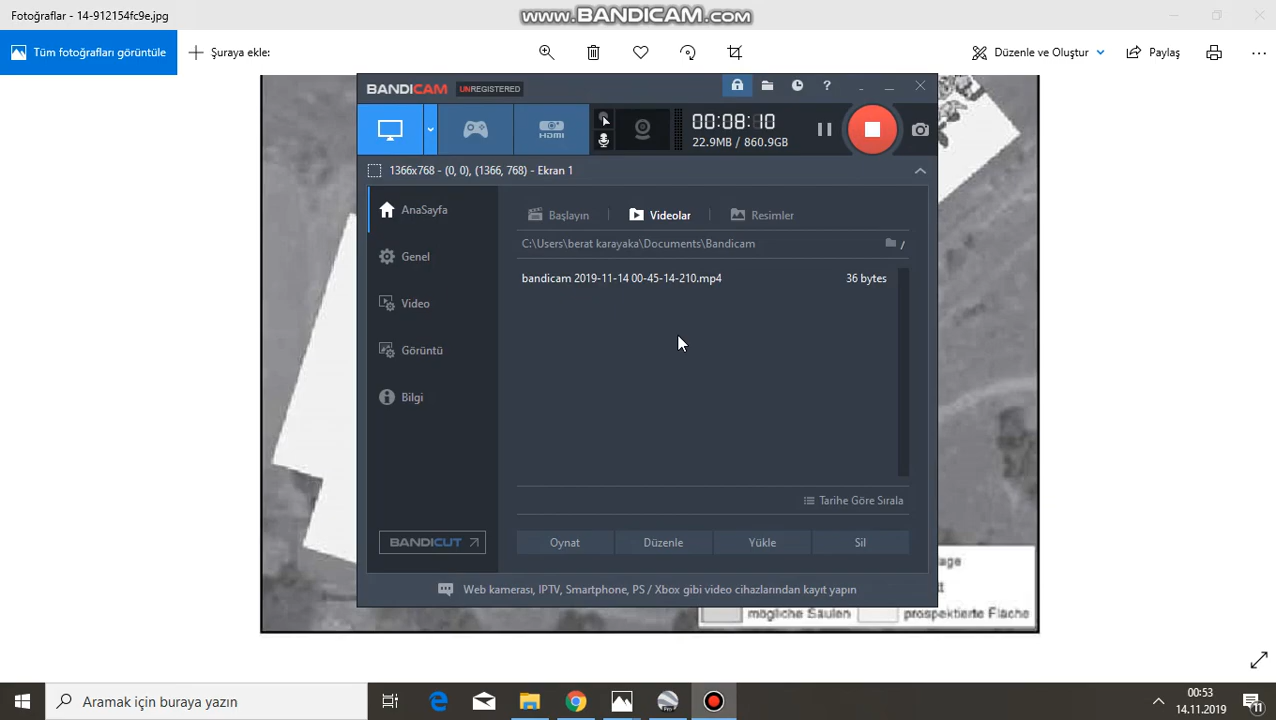 Fotoğraflar - 14-912154fc9e.jpg
www.BANDICAM.com
Tüm fotoğrafları görüntüle
Şuraya ekle:
Düzenle ve Oluştur
Paylaş
BANDICAM
UNREGISTERED
?
HDMI
00:08:10
22.9MB / 860.9GB
1366x768 - (0, 0), (1366, 768) - Ekran 1
AnaSayfa
Genel
Video
Görüntü
Bilgi
BANDICUT
Başlayın
Videolar
Resimler
C:\Users\berat karayaka\Documents\Bandicam
/
bandicam 2019-11-14 00-45-14-210.mp4
36 bytes
Tarihe Göre Sırala
Oynat
Düzenle
Yükle
Sil
Web kamerası, IPTV, Smartphone, PS / Xbox gibi video cihazlarından kayıt yapın
mögliche Säulen
prospektierte Fläche
Aramak için buraya yazın
Pro
00:53
14.11.2019
11